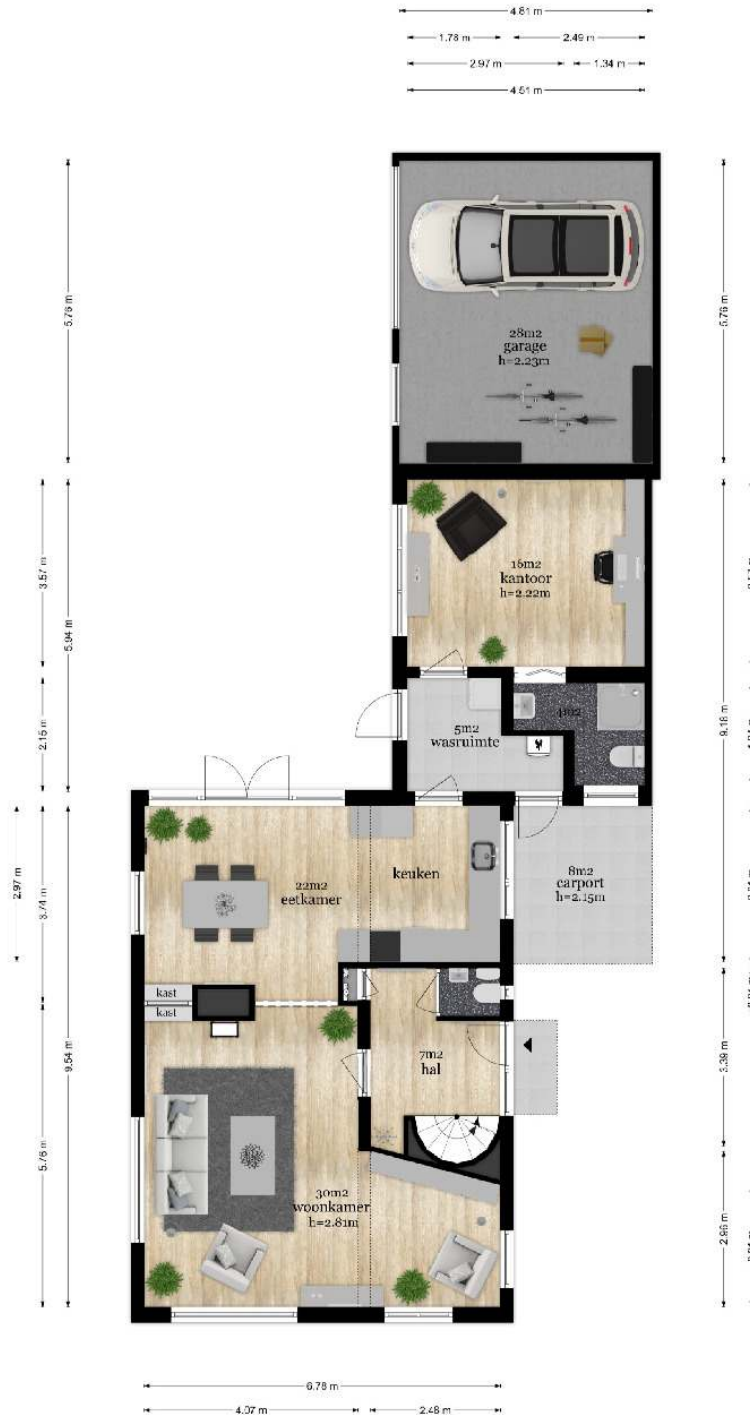 4.81 m
1.78 m
2.49 m
2.97 m
1.34 m
4.51 m
5.76 m
5.76 m
28m2
garage
h=2.23m
3.57 m
5.94 m
16m2
kantoor
h=2.22m
2.15 m
5m2
wasruimte
4m2
9.18 m
2.97 m
3.74 m
22m2
eetkamer
keuken
8m2
carport
h=2.15m
kast
kast
9.54 m
7m2
hal
3.39 m
5.76 m
30m2
woonkamer
h=2.81m
2.96 m
6.78 m
4.07 m
2.48 m